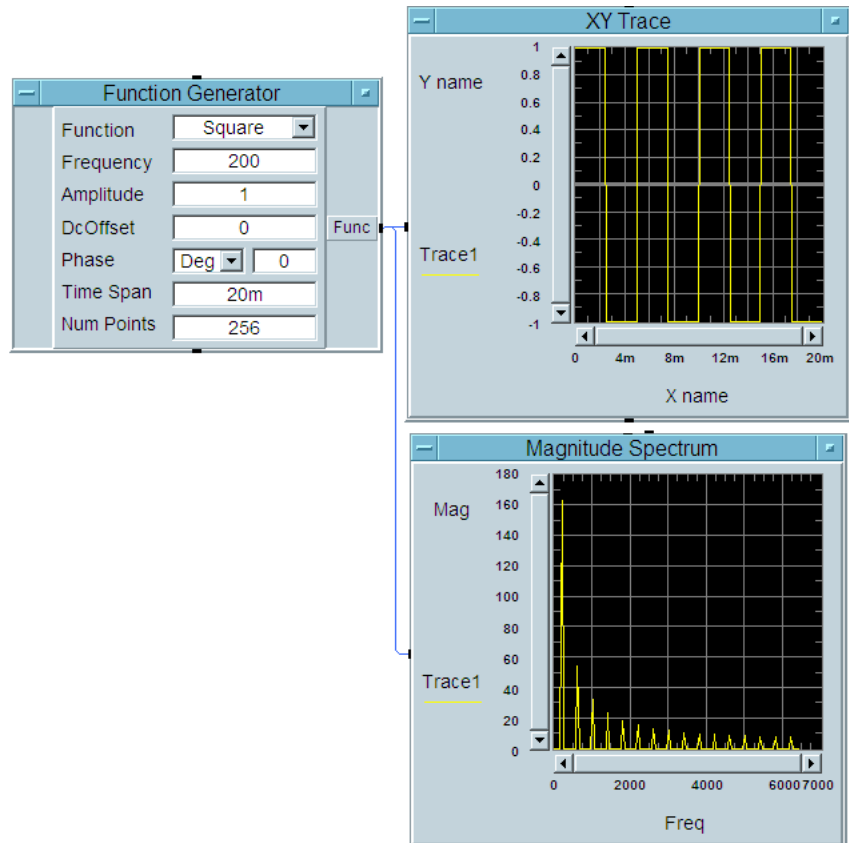 XY Trace
Y name
1
0.8
0.6
0.4
0.2
0
-0.2
-0.4
-0.6
-0.8
-1
Trace1
0 4m 8m 12m 16m 20m
X name
Function Generator
Function Square
Frequency 200
Amplitude 1
DcOffset 0
Func
Phase Deg 0
Time Span 20m
Num Points 256
Magnitude Spectrum
Mag
180
160
140
120
100
80
60
40
20
0
Trace1
0 2000 4000 6000 7000
Freq